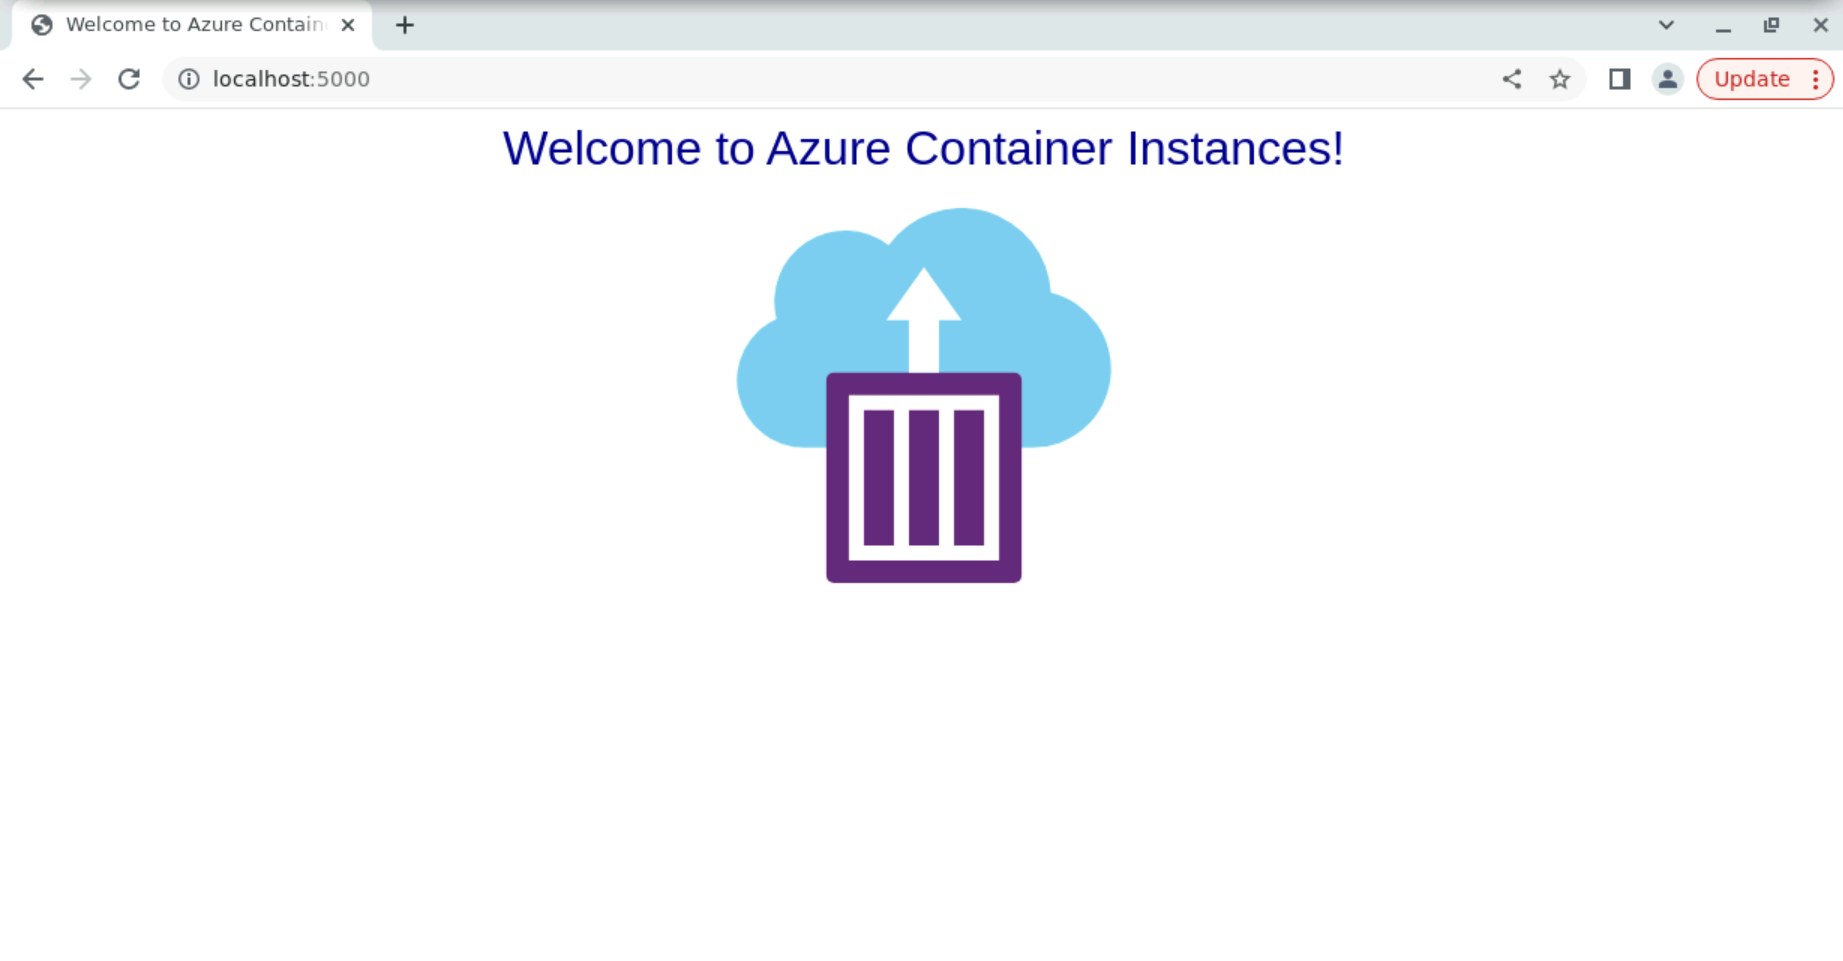 Welcome to Azure Contain
localhost:5000
Update
Welcome to Azure Container Instances!